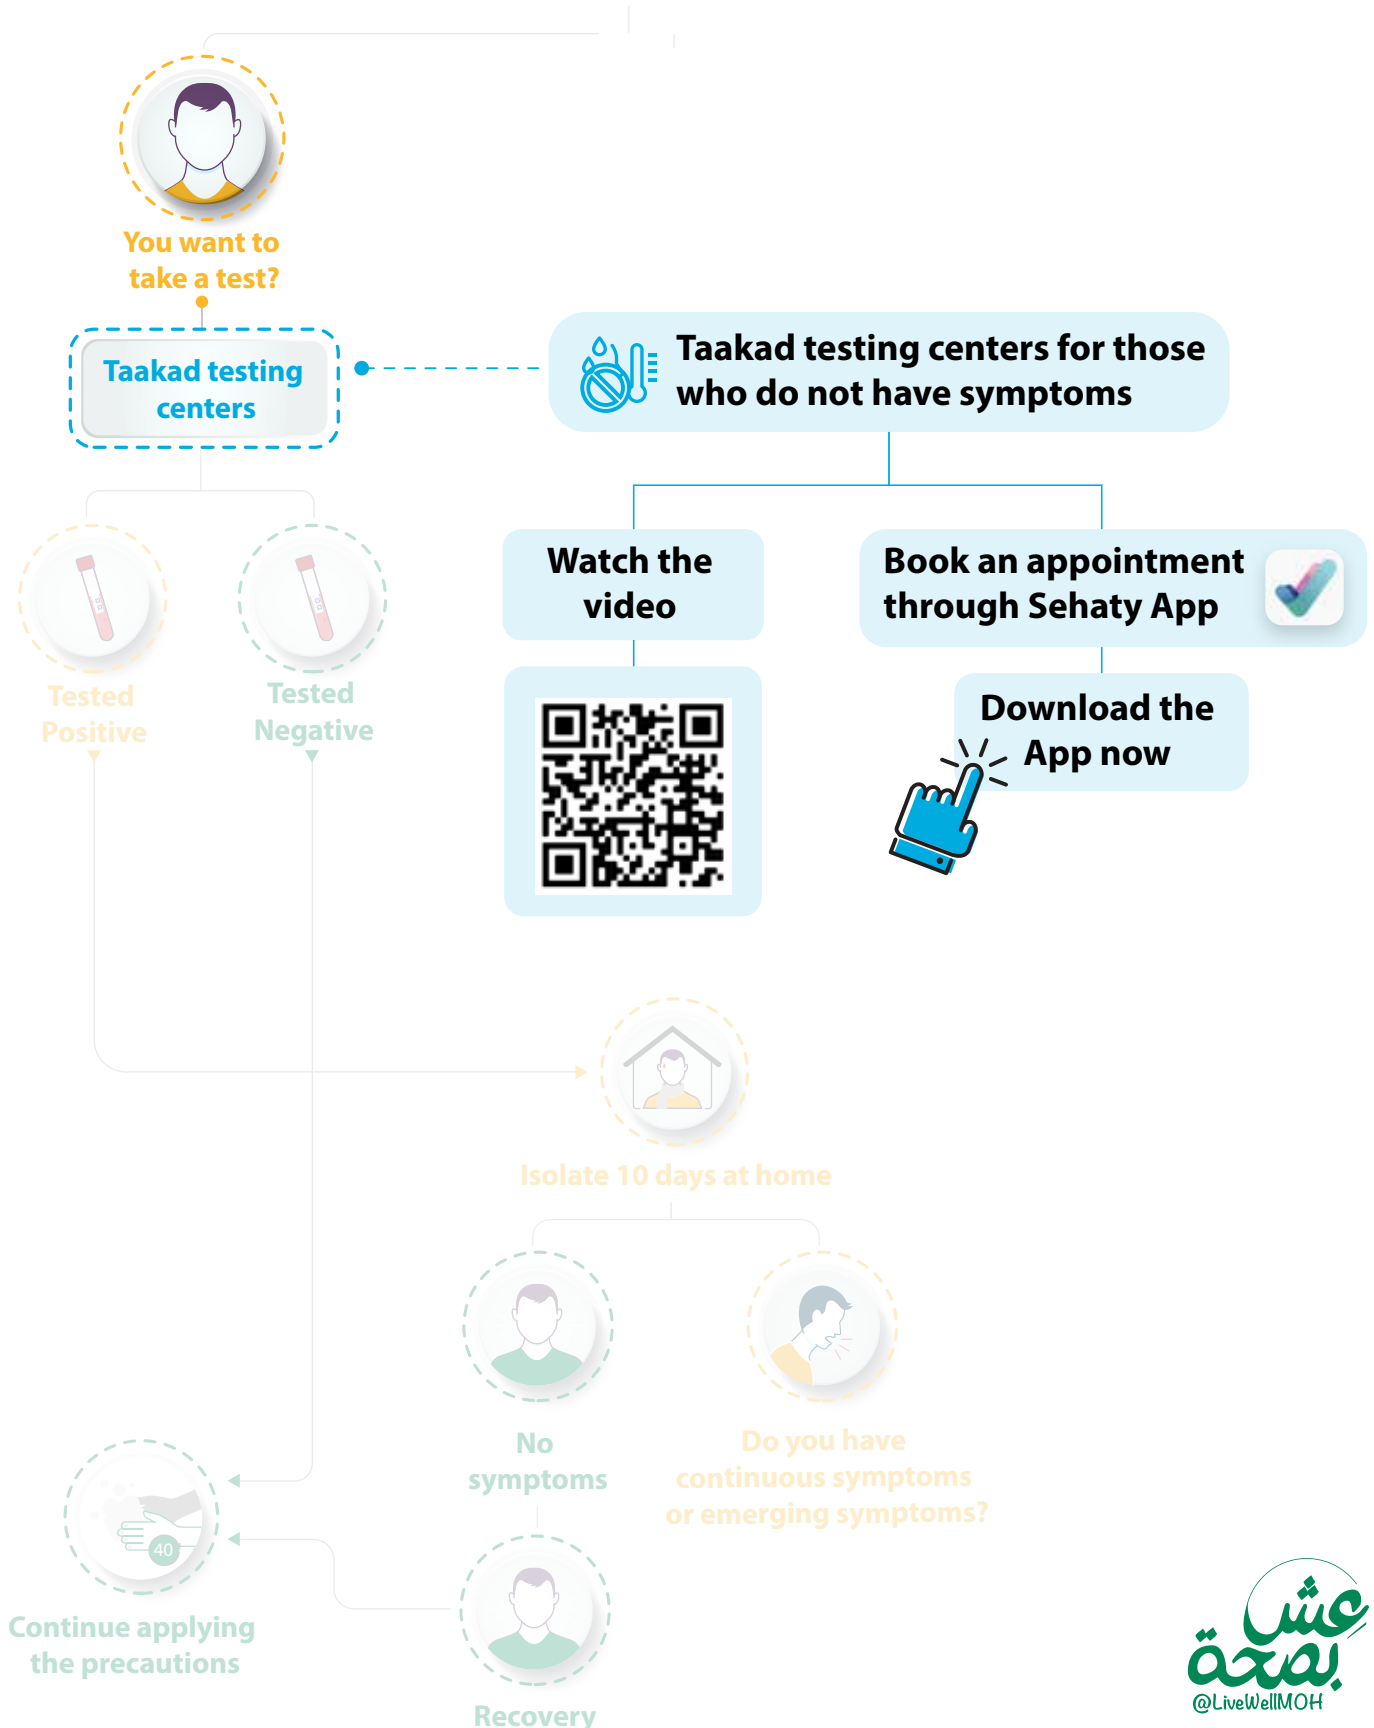 You want to
take a test?
Taakad testing
centers
Taakad testing centers for those
who do not have symptoms
Watch the
video
Book an appointment
through Sehaty App
Download the
App now
Tested
Positive
Tested
Negative
Isolate 10 days at home
No
symptoms
Do you have
continuous symptoms
or emerging symptoms?
40
Continue applying
the precautions
Recovery
عش
بصحة
@LiveWellMOH